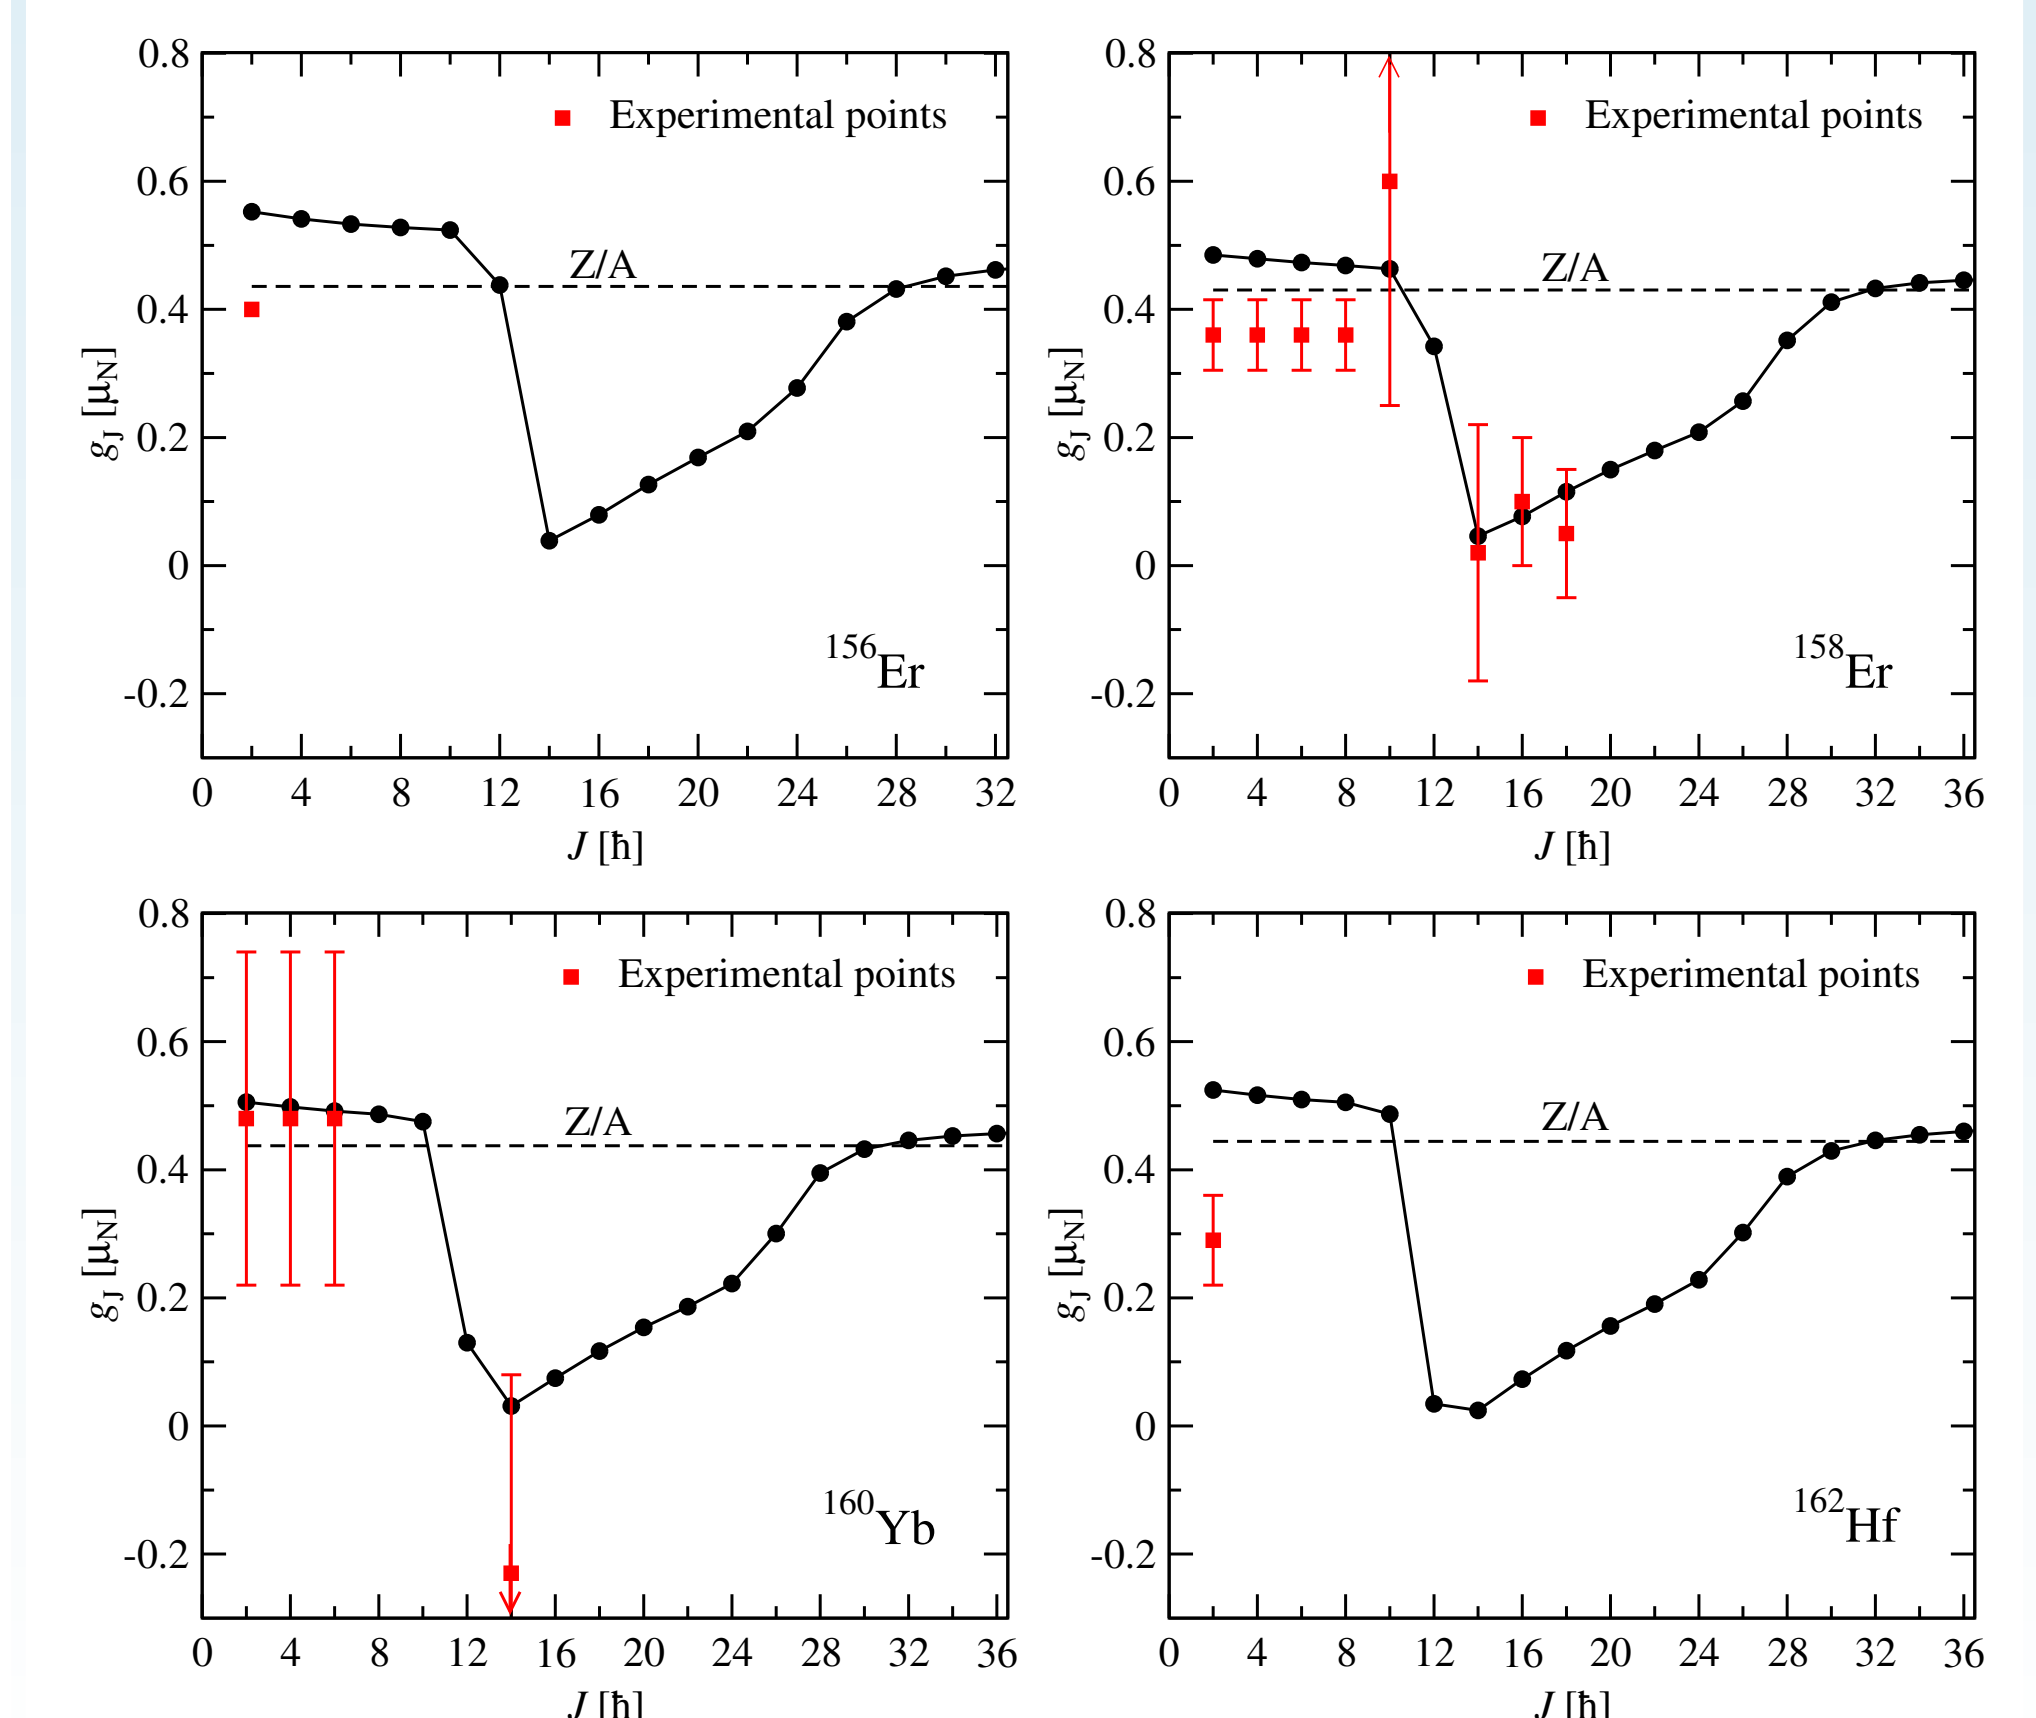 0.8
0.6
0.4
0.2
0
-0.2
g_J [μ_N]
Experimental points
Z/A
¹⁵⁶Er
0 4 8 12 16 20 24 28 32
J [ħ]
0.8
0.6
0.4
0.2
0
-0.2
g_J [μ_N]
Experimental points
Z/A
¹⁵⁸Er
0 4 8 12 16 20 24 28 32 36
J [ħ]
0.8
0.6
0.4
0.2
0
-0.2
g_J [μ_N]
Experimental points
Z/A
¹⁶⁰Yb
0 4 8 12 16 20 24 28 32 36
J [ħ]
0.8
0.6
0.4
0.2
0
-0.2
g_J [μ_N]
Experimental points
Z/A
¹⁶²Hf
0 4 8 12 16 20 24 28 32 36
J [ħ]